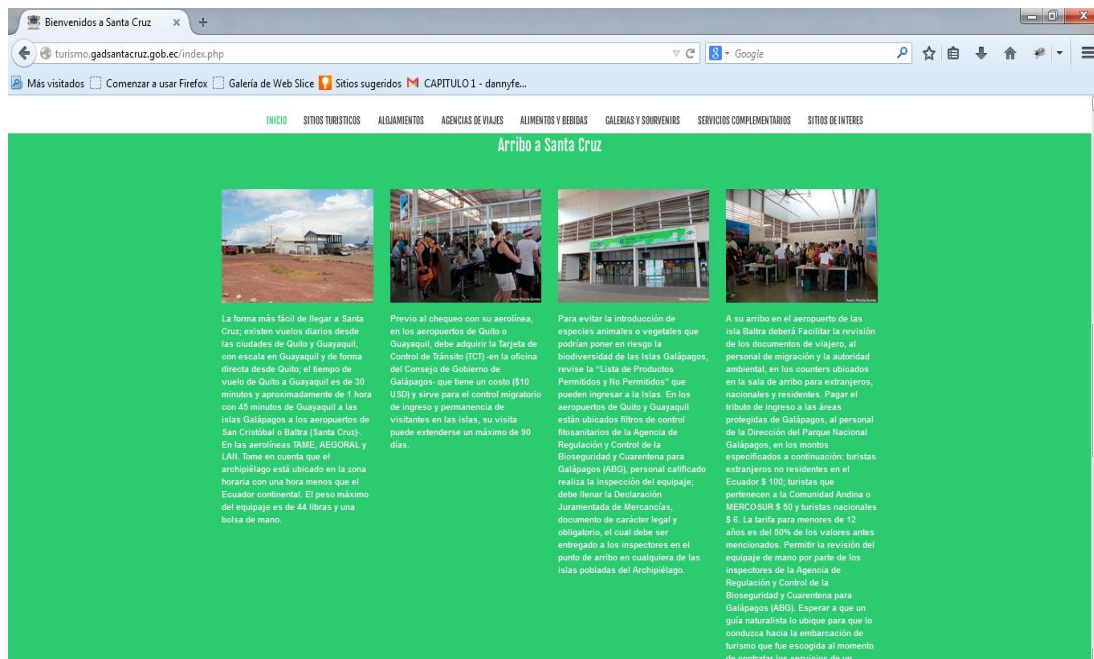 Bienvenidos a Santa Cruz
turismo.gadsantacruz.gob.ec/index.php
Google
Más visitados
Comenzar a usar Firefox
Galería de Web Slice
Sitios sugeridos
CAPITULO 1 - dannyfe...
INICIO
SITIOS TURISTICOS
ALOJAMIENTOS
AGENCIAS DE VIAJES
ALIMENTOS Y BEBIDAS
GALERIAS Y SOURVENIRS
SERVICIOS COMPLEMENTARIOS
SITIOS DE INTERES
Arribo a Santa Cruz
La forma más fácil de llegar a Santa
Cruz; existen vuelos diarios desde
las ciudades de Quito y Guayaquil,
con escala en Guayaquil y de forma
directa desde Quito; el tiempo de
vuelo de Quito a Guayaquil es de 30
minutos y aproximadamente de 1 hora
con 45 minutos de Guayaquil a las
islas Galápagos a los aeropuertos de
San Cristóbal o Baltra (Santa Cruz)-.
En las aerolíneas TAME, AEGORAL y
LAN. Tome en cuenta que el
archipiélago está ubicado en la zona
horaria con una hora menos que el
Ecuador continental. El peso máximo
del equipaje es de 44 libras y una
bolsa de mano.
Previo al chequeo con su aerolínea,
en los aeropuertos de Quito o
Guayaquil, debe adquirir la Tarjeta de
Control de Tránsito (TCT) -en la oficina
del Consejo de Gobierno de
Galápagos- que tiene un costo ($10
USD) y sirve para el control migratorio
de ingreso y permanencia de
visitantes en las islas, su visita
puede extenderse un máximo de 90
días.
Para evitar la introducción de
especies animales o vegetales que
podrían poner en riesgo la
biodiversidad de las Islas Galápagos,
revise la "Lista de Productos
Permitidos y No Permitidos" que
pueden ingresar a la Islas. En los
aeropuertos de Quito y Guayaquil
están ubicados filtros de control
fitosanitarios de la Agencia de
Regulación y Control de la
Bioseguridad y Cuarentena para
Galápagos (ABG), personal calificado
realiza la inspección del equipaje;
debe llenar la Declaración
Juramentada de Mercancías,
documento de carácter legal y
obligatorio, el cual debe ser
entregado a los inspectores en el
punto de arribo en cualquiera de las
islas pobladas del Archipiélago.
A su arribo en el aeropuerto de las
isla Baltra deberá Facilitar la revisión
de los documentos de viajero, al
personal de migración y la autoridad
ambiental, en los counters ubicados
en la sala de arribo para extranjeros,
nacionales y residentes. Pagar el
tributo de ingreso a las áreas
protegidas de Galápagos, al personal
de la Dirección del Parque Nacional
Galápagos, en los montos
especificados a continuación: turistas
extranjeros no residentes en el
Ecuador $ 100; turistas que
pertenecen a la Comunidad Andina o
MERCOSUR $ 50 y turistas nacionales
$ 6. La tarifa para menores de 12
años es del 50% de los valores antes
mencionados. Permitir la revisión del
equipaje de mano por parte de los
inspectores de la Agencia de
Regulación y Control de la
Bioseguridad y Cuarentena para
Galápagos (ABG). Esperar a que un
guía naturalista lo ubique para que lo
conduzca hacia la embarcación de
turismo que fue escogida al momento
de contratar los servicios de un